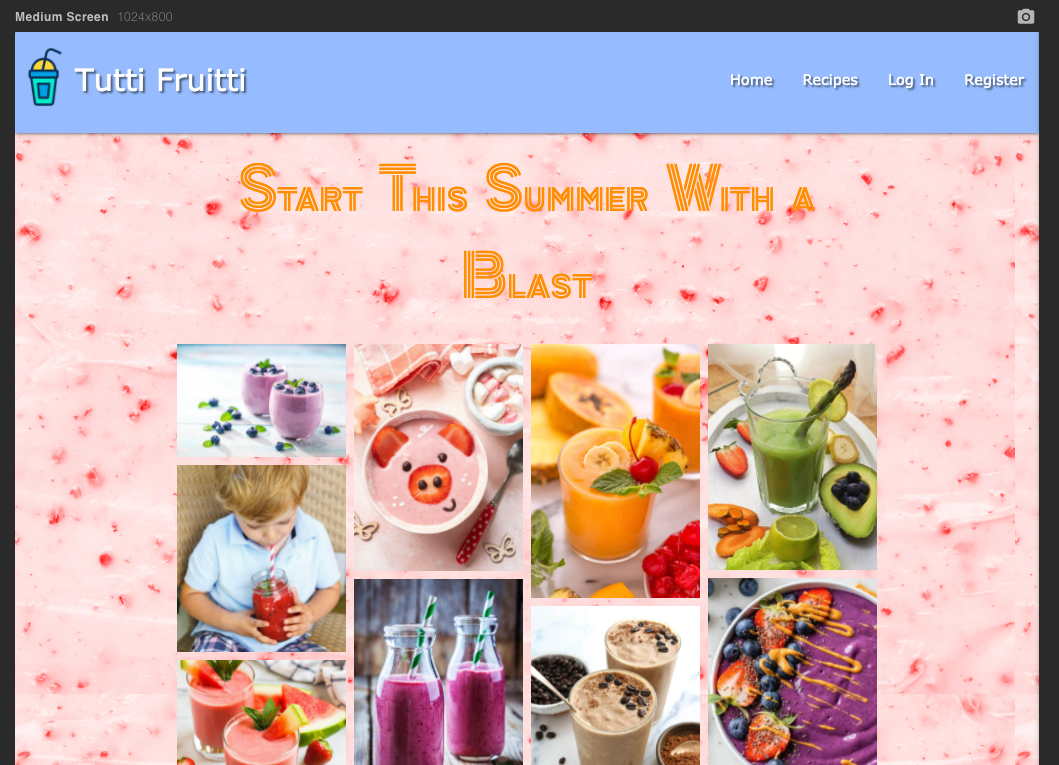 Medium Screen 1024x800
Tutti Fruitti
Home Recipes Log In Register
Start This Summer With a
Blast